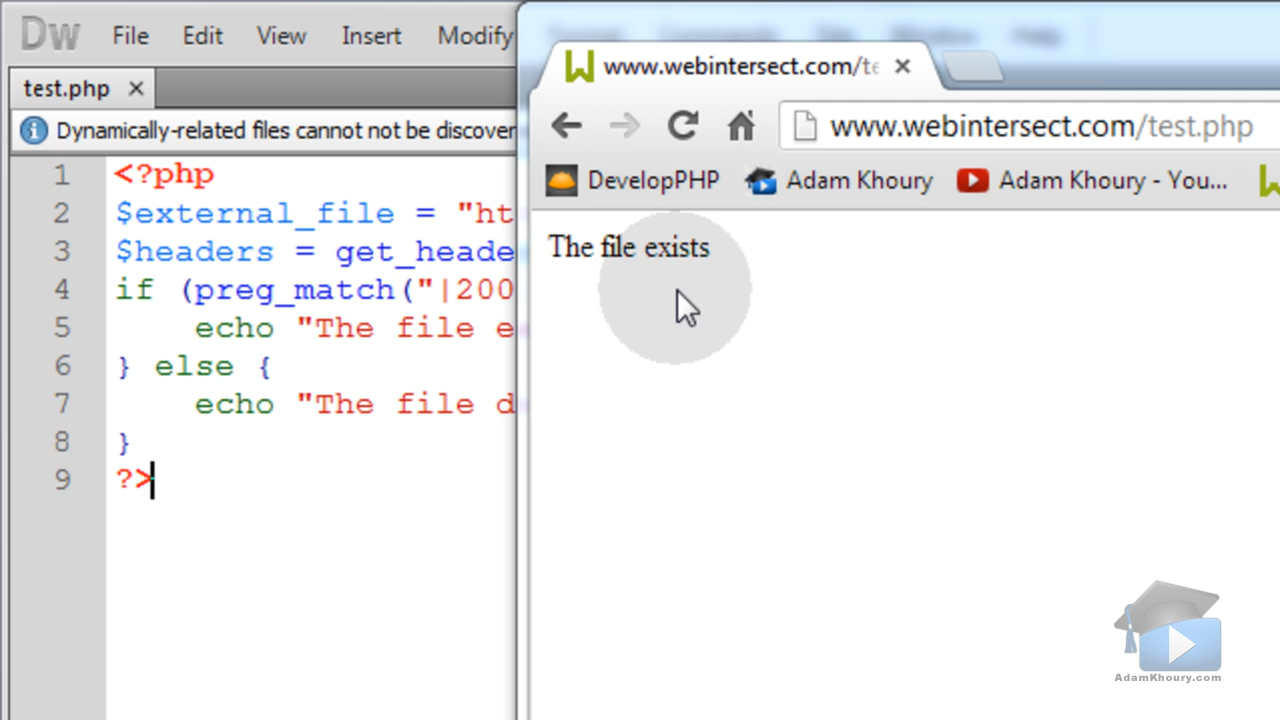 Dw File Edit View Insert Modify
test.php
Dynamically-related files cannot not be discover
1 <?php
2 $external_file = "ht
3 $headers = get_heade
4 if (preg_match("|200
5 echo "The file e
6 } else {
7 echo "The file d
8 }
9 ?>
www.webintersect.com/te
www.webintersect.com/test.php
DevelopPHP Adam Khoury Adam Khoury - You...
The file exists
AdamKhoury.com